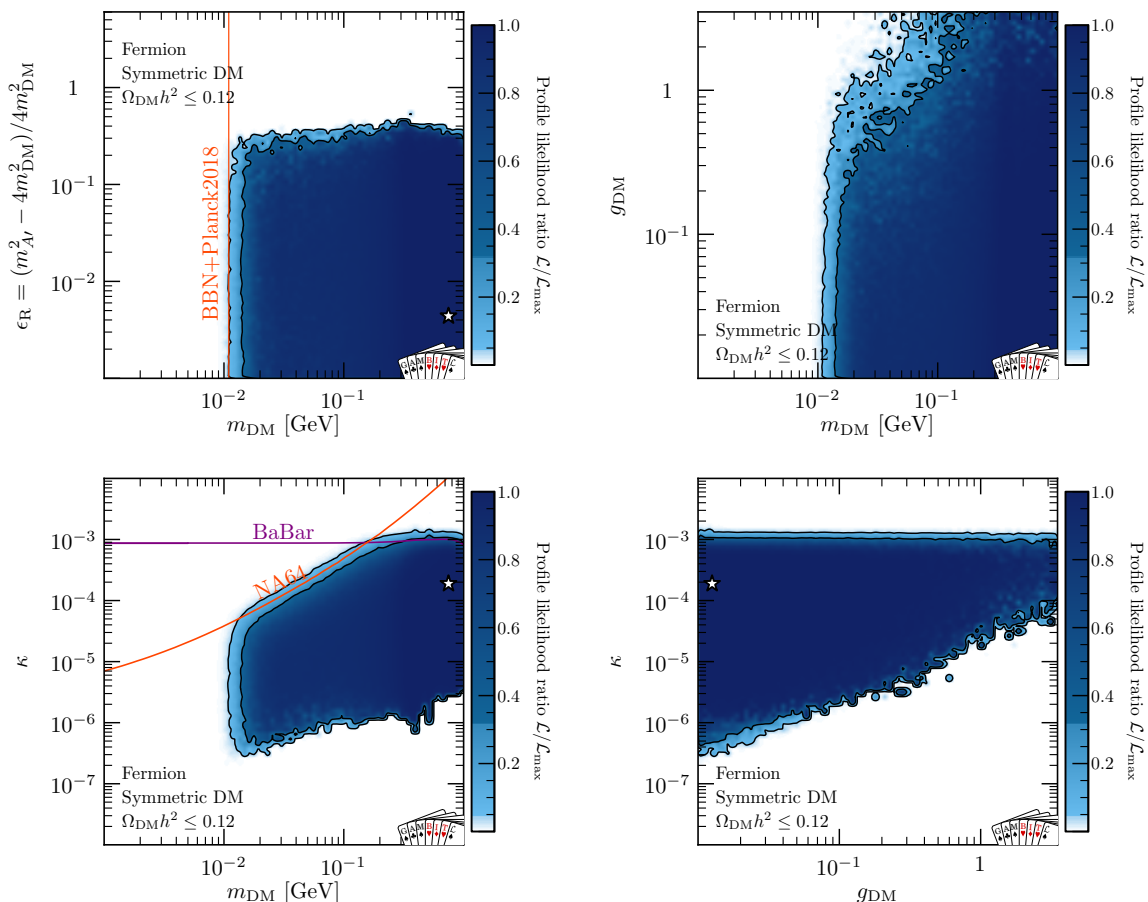 Fermion
Symmetric DM
Ω_DM h² ≤ 0.12
BBN+Planck2018
1
10⁻¹
10⁻²
ϵ_R = (m²_A′ − 4m²_DM)/4m²_DM
10⁻² 10⁻¹
m_DM [GeV]
GAMBIT
1.0
0.8
0.6
0.4
0.2
Profile likelihood ratio ℒ/ℒ_max
1
10⁻¹
g_DM
Fermion
Symmetric DM
Ω_DM h² ≤ 0.12
10⁻² 10⁻¹
m_DM [GeV]
GAMBIT
1.0
0.8
0.6
0.4
0.2
Profile likelihood ratio ℒ/ℒ_max
BaBar
NA64
10⁻³
10⁻⁴
10⁻⁵
10⁻⁶
10⁻⁷
κ
Fermion
Symmetric DM
Ω_DM h² ≤ 0.12
10⁻² 10⁻¹
m_DM [GeV]
GAMBIT
1.0
0.8
0.6
0.4
0.2
Profile likelihood ratio ℒ/ℒ_max
10⁻³
10⁻⁴
10⁻⁵
10⁻⁶
10⁻⁷
κ
Fermion
Symmetric DM
Ω_DM h² ≤ 0.12
10⁻¹ 1
g_DM
GAMBIT
1.0
0.8
0.6
0.4
0.2
Profile likelihood ratio ℒ/ℒ_max